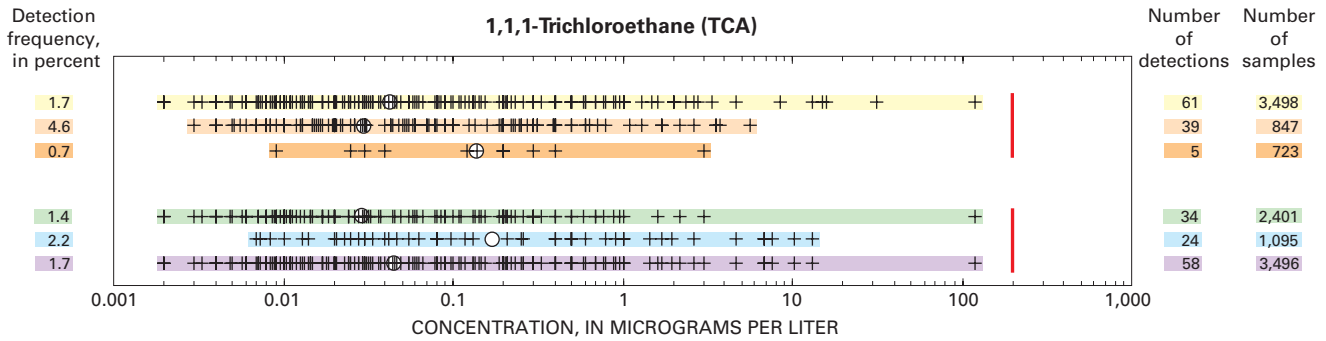 Detection
frequency,
in percent
1,1,1-Trichloroethane (TCA)
Number
of
detections
Number
of
samples
1.7 61 3,498
4.6 39 847
0.7 5 723
1.4 34 2,401
2.2 24 1,095
1.7 58 3,496
0.001 0.01 0.1 1 10 100 1,000
CONCENTRATION, IN MICROGRAMS PER LITER